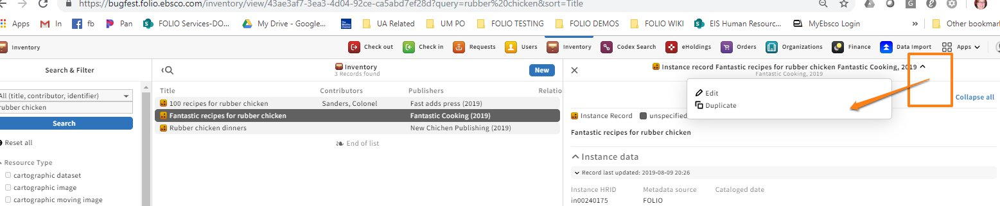 https://bugfest.folio.ebsco.com/inventory/view/43ae3af7-3ea3-4d04-92ce-ca5abd7ef28d?query=rubber%20chicken&sort=Title
Apps In fb Pan FOLIO Services-DO... My Drive - Google... UA Related UM PO FOLIO TESTING FOLIO DEMOS FOLIO WIKI EIS Human Resourc... MyEbsco Login » Other bookmar
Inventory Check out Check in Requests Users Inventory Codex Search eHoldings Orders Organizations Finance Data Import Apps
Search & Filter
All (title, contributor, identifier)
rubber chicken
Search
Reset all
Resource Type
cartographic dataset
cartographic image
cartographic moving image
Inventory
3 Records found
New
Title Contributors Publishers Relatio
100 recipes for rubber chicken Sanders, Colonel Fast adds press (2019)
Fantastic recipes for rubber chicken Fantastic Cooking (2019)
Rubber chicken dinners New Chichen Publishing (2019)
End of list
Instance record Fantastic recipes for rubber chicken Fantastic Cooking, 2019
Fantastic Cooking, 2019
Edit
Duplicate
Collapse all
Instance Record unspecified
Fantastic recipes for rubber chicken
Instance data
Record last updated: 2019-08-09 20:26
Instance HRID Metadata source Cataloged date
in00240175 FOLIO